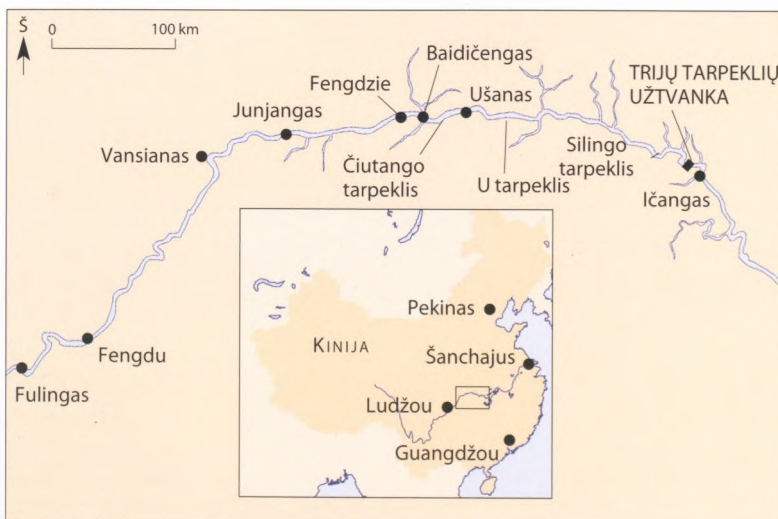 Š
0 100 km
Baidičengas
Fengdzie
Ušanas
TRIJŲ TARPEKLIŲ
UŽTVANKA
Junjangas
Vansianas
Čiutango
tarpeklis
U tarpeklis
Silingo
tarpeklis
Ičangas
Fengdu
Fulingas
Pekinas
KINIJA
Šanchajus
Ludžou
Guangdžou